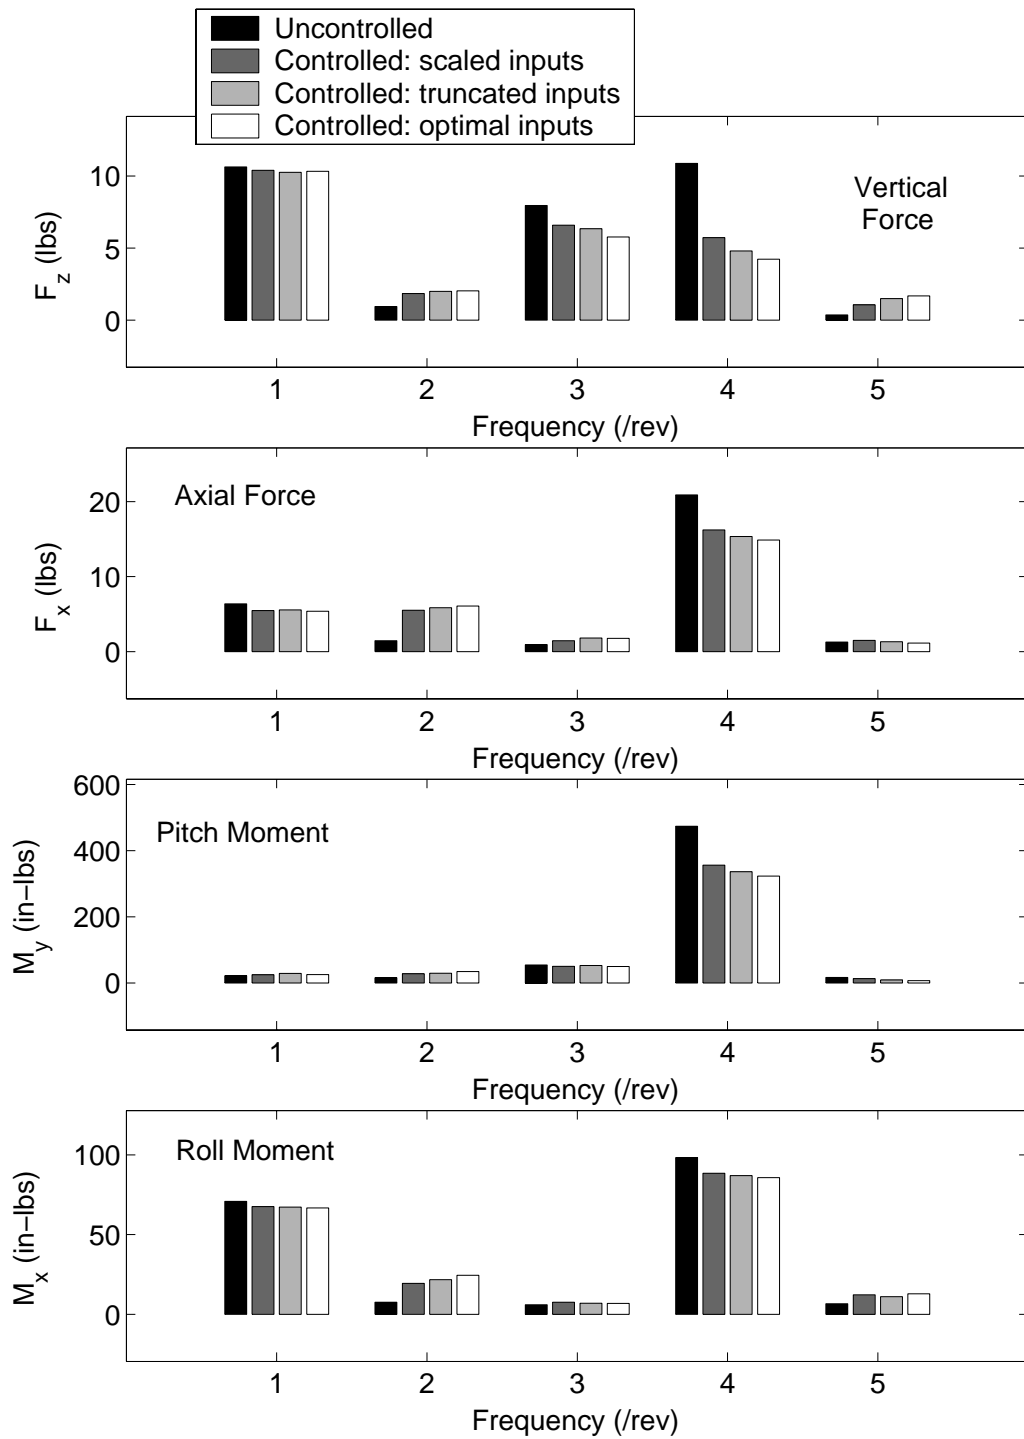 Uncontrolled
Controlled: scaled inputs
Controlled: truncated inputs
Controlled: optimal inputs
10
5
0
F_z (lbs)
Vertical
Force
1 2 3 4 5
Frequency (/rev)
20
10
0
F_x (lbs)
Axial Force
1 2 3 4 5
Frequency (/rev)
600
400
200
0
M_y (in−lbs)
Pitch Moment
1 2 3 4 5
Frequency (/rev)
100
50
0
M_x (in−lbs)
Roll Moment
1 2 3 4 5
Frequency (/rev)